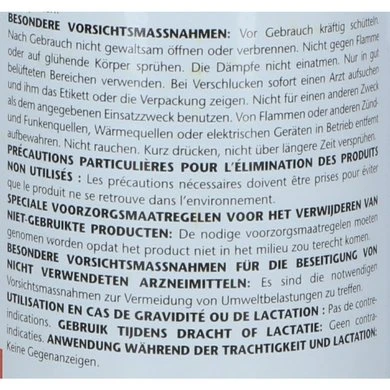 BESONDERE VORSICHTSMASSNAHMEN: Vor Gebrauch kräftig schütteln.
Nach Gebrauch nicht gewaltsam öffnen oder verbrennen. Nicht gegen Flamme
oder auf glühende Körper sprühen. Die Dämpfe nicht einatmen. Nur in gut
belüfteten Bereichen verwenden. Bei Verschlucken sofort einen Arzt aufsuchen
und ihm das Etikett oder die Verpackung zeigen. Nicht für einen anderen Zweck
als dem angegebenen Einsatzzweck benutzen. Von Flammen oder anderen Zünd-
und Funkenquellen, Wärmequellen oder elektrischen Geräten in Betrieb entfernt
aufbewahren. Nicht rauchen. Kurz drücken, nicht über längere Zeit versprühen.
PRÉCAUTIONS PARTICULIÈRES POUR L'ÉLIMINATION DES PRODUITS
NON UTILISÉS : Les précautions nécessaires doivent être prises pour éviter
que le produit ne se retrouve dans l'environnement.
SPECIALE VOORZORGSMAATREGELEN VOOR HET VERWIJDEREN VAN
NIET-GEBRUIKTE PRODUCTEN: De nodige voorzorgsmaatregelen moeten
genomen worden opdat het product niet in het milieu zou terecht komen.
BESONDERE VORSICHTSMASSNAHMEN FÜR DIE BESEITIGUNG VON
NICHT VERWENDETEN ARZNEIMITTELN: Es sind die notwendigen
Vorsichtsmassnahmen zur Vermeidung von Umweltbelastungen zu treffen.
UTILISATION EN CAS DE GRAVIDITÉ OU DE LACTATION : Pas de contre-
indications. GEBRUIK TIJDENS DRACHT OF LACTATIE: Geen contra-
indicaties. ANWENDUNG WÄHREND DER TRÄCHTIGKEIT UND LACTATION:
Keine Gegenanzeigen.